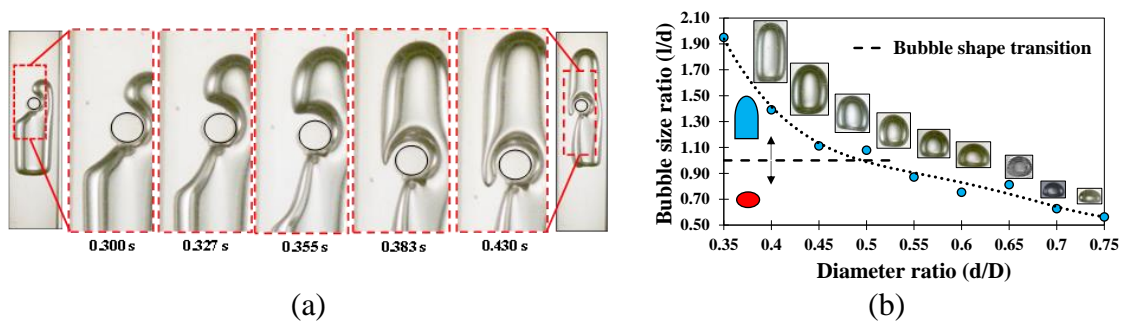 0.300 s
0.327 s
0.355 s
0.383 s
0.430 s
(a)
(b)
Bubble size ratio (l/d)
2.10
1.90
1.70
1.50
1.30
1.10
0.90
0.70
0.50
Bubble shape transition
0.35
0.4
0.45
0.5
0.55
0.6
0.65
0.7
0.75
Diameter ratio (d/D)
(b)